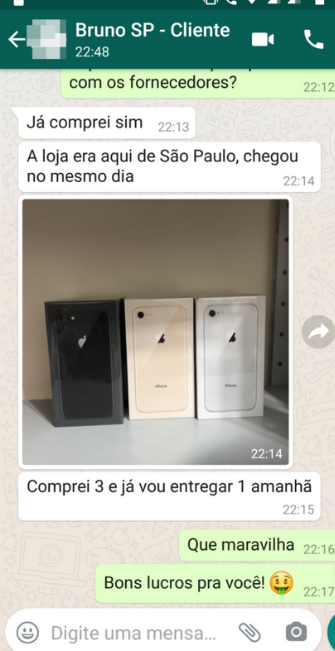 Bruno SP - Cliente
22:48
com os fornecedores?
22:12
Já comprei sim 22:13
A loja era aqui de São Paulo, chegou
no mesmo dia 22:14
iPhone
iPhone
22:14
Comprei 3 e já vou entregar 1 amanhã
22:15
Que maravilha 22:16
Bons lucros pra você! 🤑 22:17
Digite uma mensa...